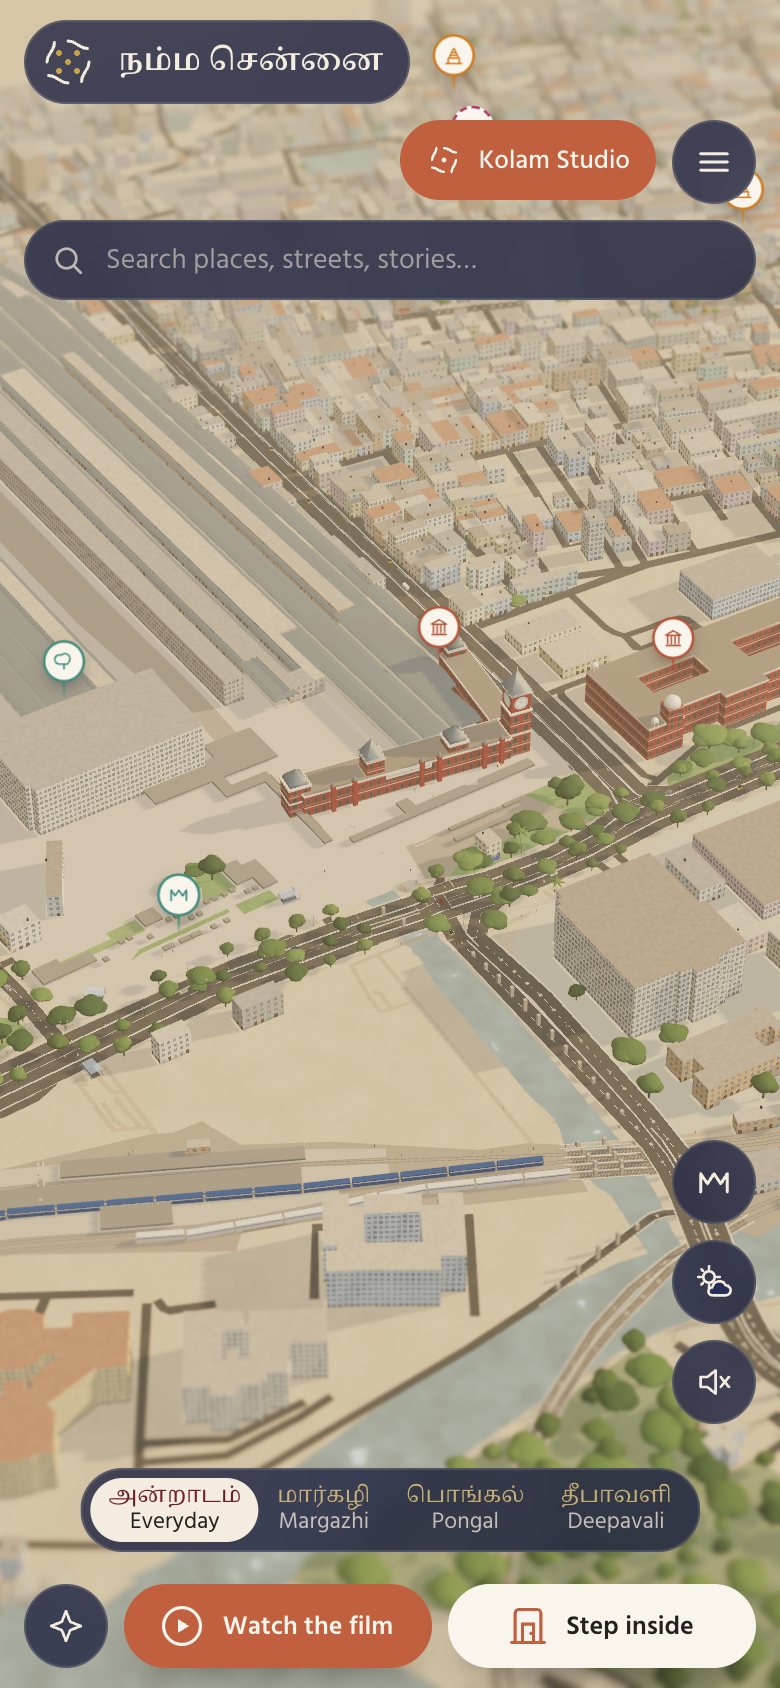 நம்ம சென்னை
Kolam Studio
Search places, streets, stories...
அன்றாடம்
Everyday
மார்கழி
Margazhi
பொங்கல்
Pongal
தீபாவளி
Deepavali
Watch the film
Step inside